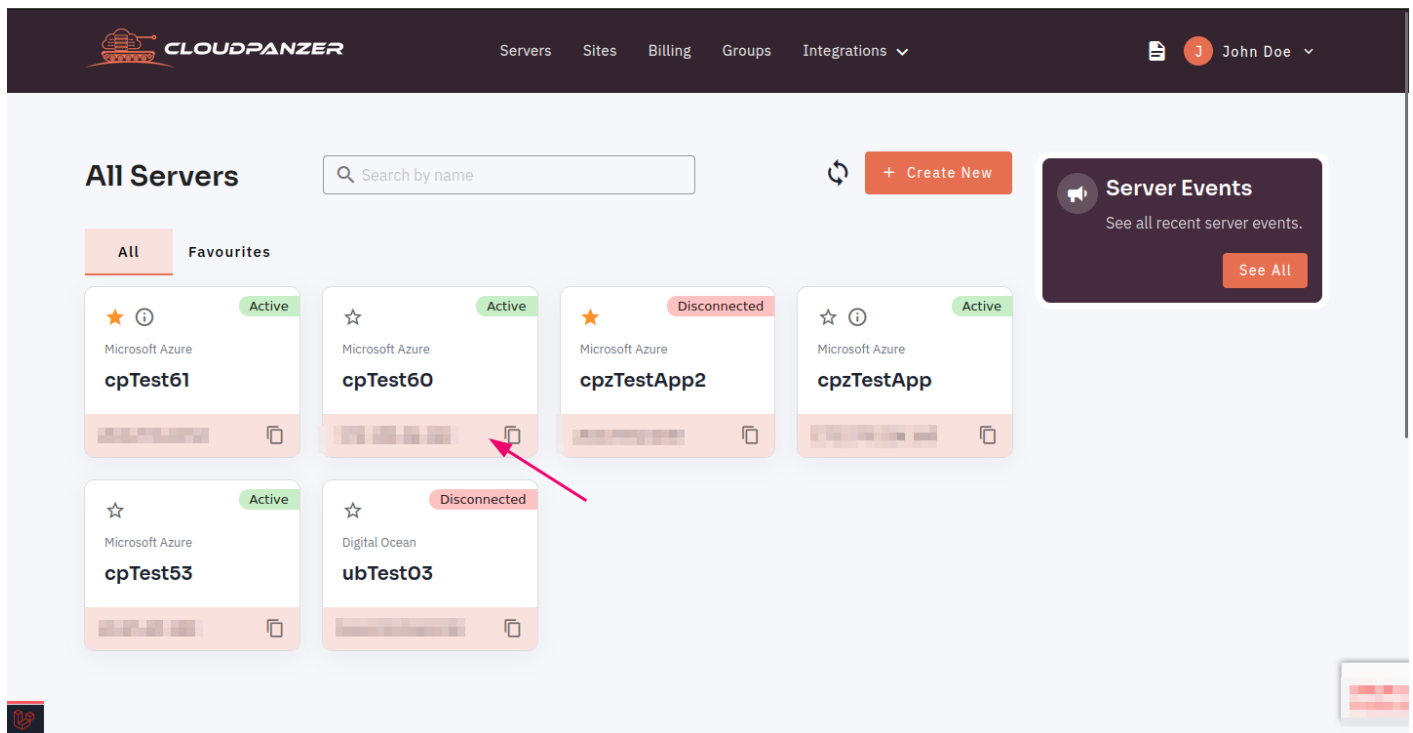 CLOUDPANZER
Servers Sites Billing Groups Integrations
J John Doe
All Servers
Search by name
+ Create New
Server Events
See all recent server events.
See All
All Favourites
Active
Microsoft Azure
cpTest61
Active
Microsoft Azure
cpTest60
Disconnected
Microsoft Azure
cpzTestApp2
Active
Microsoft Azure
cpzTestApp
Active
Microsoft Azure
cpTest53
Disconnected
Digital Ocean
ubTest03